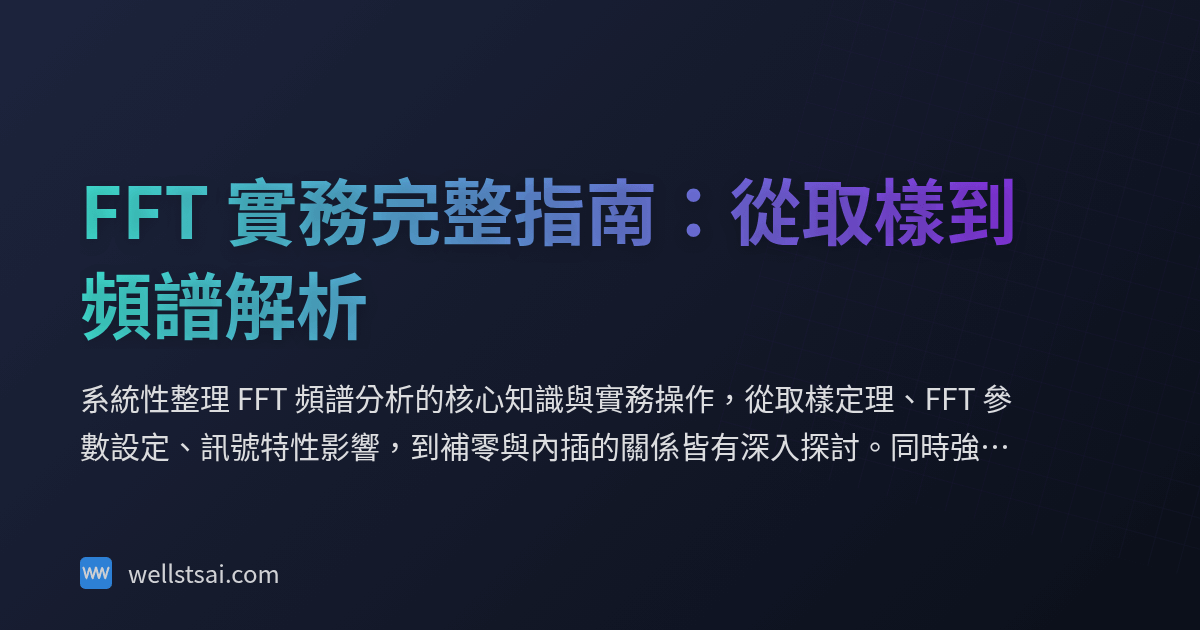 FFT 實務完整指南：從取樣到
頻譜解析
系統性整理 FFT 頻譜分析的核心知識與實務操作，從取樣定理、FFT 參
數設定、訊號特性影響，到補零與內插的關係皆有深入探討。同時強…
wellstsai.com